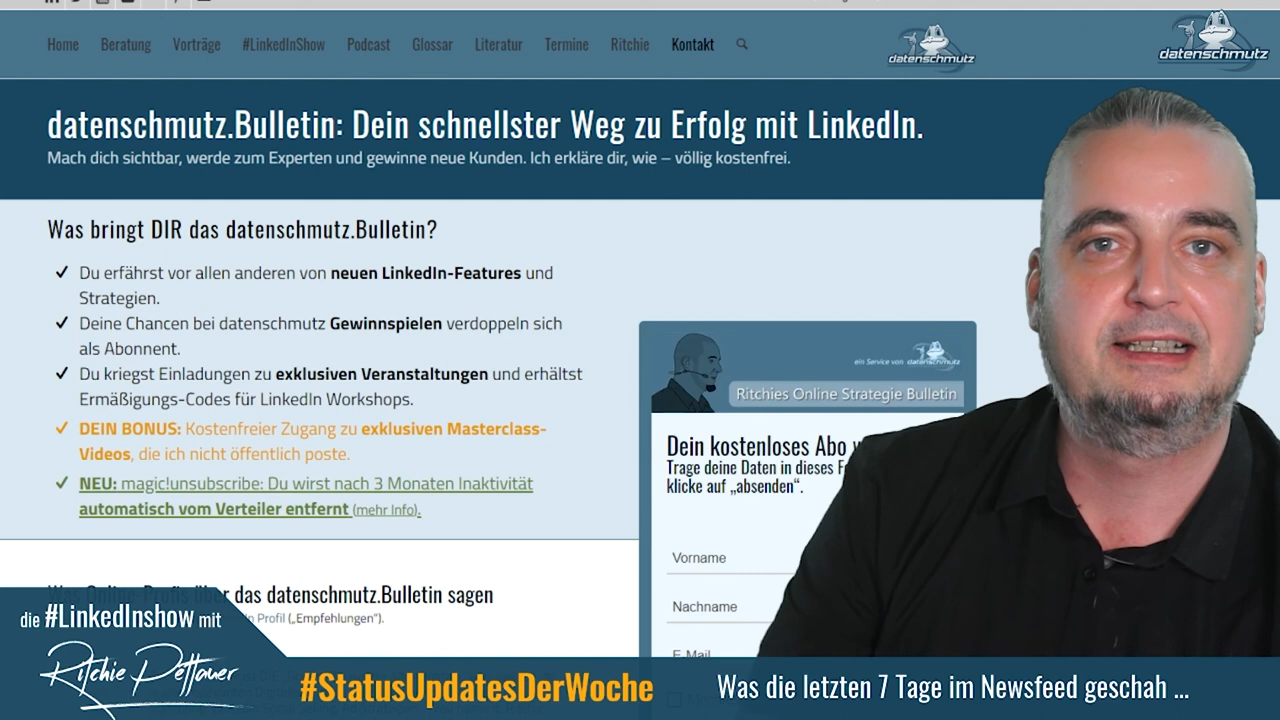 Home Beratung Vorträge #LinkedInShow Podcast Glossar Literatur Termine Ritchie Kontakt
datenschmutz
datenschmutz
datenschmutz.Bulletin: Dein schnellster Weg zu Erfolg mit LinkedIn.
Mach dich sichtbar, werde zum Experten und gewinne neue Kunden. Ich erkläre dir, wie – völlig kostenfrei.
Was bringt DIR das datenschmutz.Bulletin?
Du erfährst vor allen anderen von neuen LinkedIn-Features und
Strategien.
Deine Chancen bei datenschmutz Gewinnspielen verdoppeln sich
als Abonnent.
Du kriegst Einladungen zu exklusiven Veranstaltungen und erhältst
Ermäßigungs-Codes für LinkedIn Workshops.
DEIN BONUS: Kostenfreier Zugang zu exklusiven Masterclass-
Videos, die ich nicht öffentlich poste.
NEU: magic!unsubscribe: Du wirst nach 3 Monaten Inaktivität
automatisch vom Verteiler entfernt (mehr Info).
ein Service von datenschmutz
Ritchies Online Strategie Bulletin
Dein kostenloses Abo
Trage deine Daten in dieses
klicke auf „absenden“.
Vorname
Nachname
E-Mail
Was Online-Profis über das datenschmutz.Bulletin sagen
Profil („Empfehlungen“).
die #LinkedInshow mit
Ritchie Pettauer
#StatusUpdatesDerWoche
Was die letzten 7 Tage im Newsfeed geschah ...